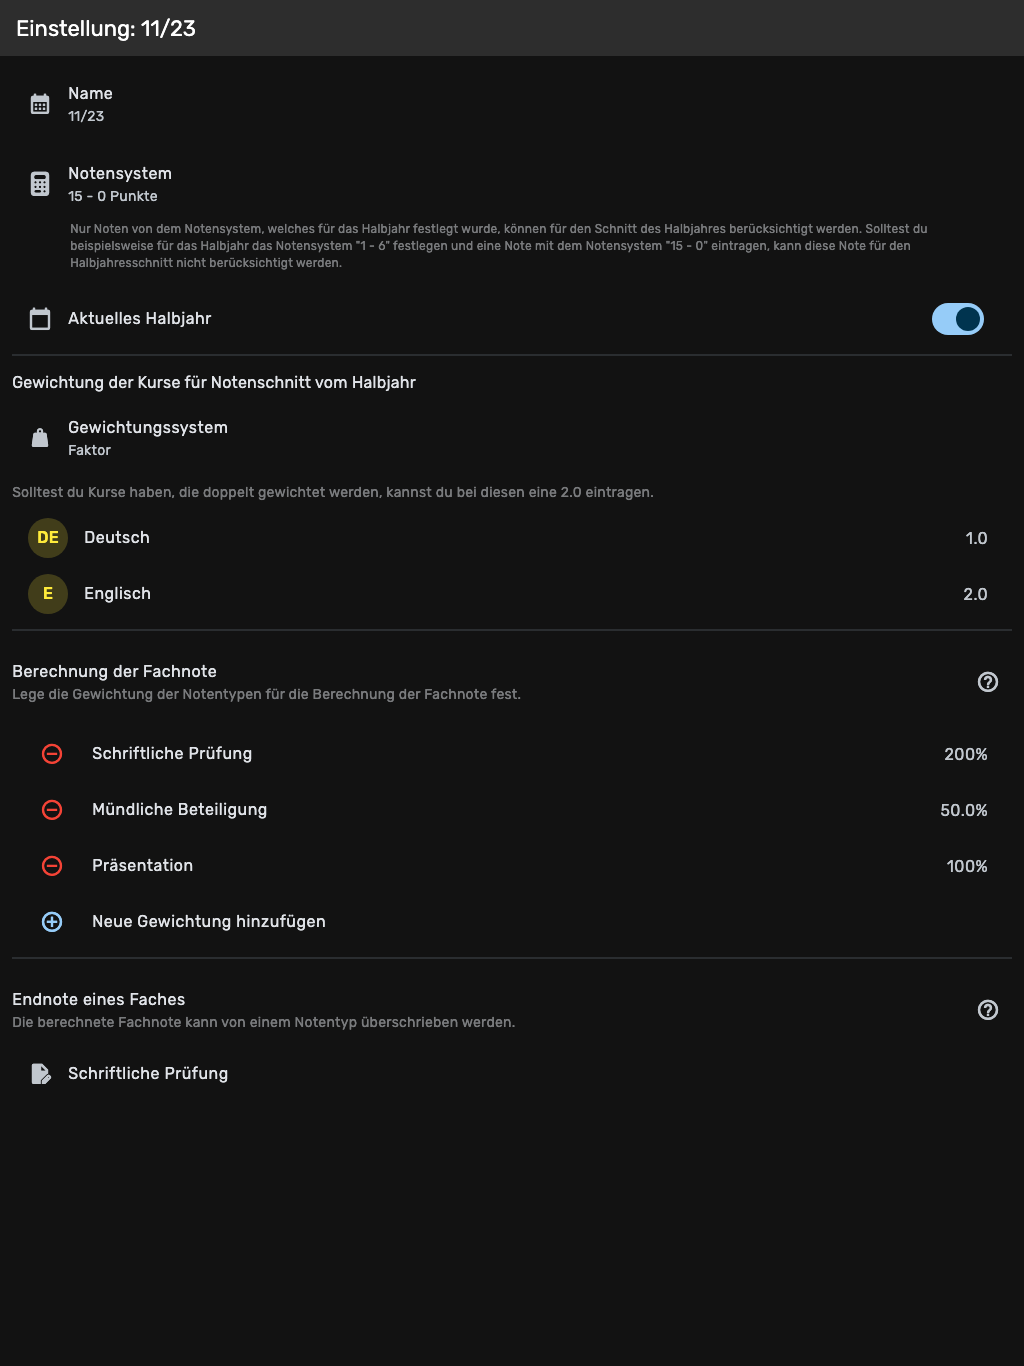 Einstellung: 11/23
Name
11/23
Notensystem
15 - 0 Punkte
Nur Noten von dem Notensystem, welches für das Halbjahr festlegt wurde, können für den Schnitt des Halbjahres berücksichtigt werden. Solltest du
beispielsweise für das Halbjahr das Notensystem "1 - 6" festlegen und eine Note mit dem Notensystem "15 - 0" eintragen, kann diese Note für den
Halbjahresschnitt nicht berücksichtigt werden.
Aktuelles Halbjahr
Gewichtung der Kurse für Notenschnitt vom Halbjahr
Gewichtungssystem
Faktor
Solltest du Kurse haben, die doppelt gewichtet werden, kannst du bei diesen eine 2.0 eintragen.
DE Deutsch 1.0
E Englisch 2.0
Berechnung der Fachnote
Lege die Gewichtung der Notentypen für die Berechnung der Fachnote fest.
Schriftliche Prüfung 200%
Mündliche Beteiligung 50.0%
Präsentation 100%
Neue Gewichtung hinzufügen
Endnote eines Faches
Die berechnete Fachnote kann von einem Notentyp überschrieben werden.
Schriftliche Prüfung